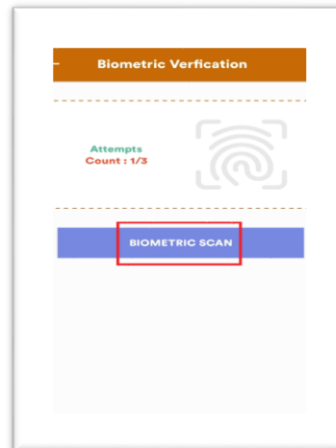 Biometric Verfication
Attempts
Count : 1/3
BIOMETRIC SCAN